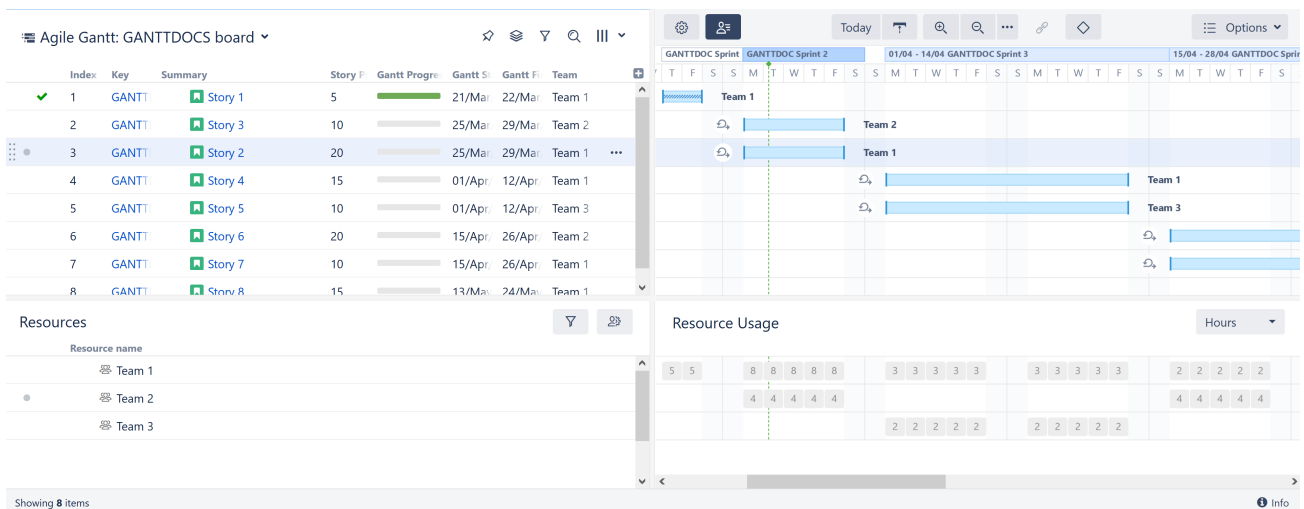 Agile Gantt: GANTTDOCS board
Today
Options
GANTTDOC Sprint GANTTDOC Sprint 2 01/04 - 14/04 GANTTDOC Sprint 3 15/04 - 28/04 GANTTDOC Sprin
Index Key Summary Story P Gantt Progre Gantt S Gantt Fi Team
T F S S M T W T F S S M T W T F S S M T W T F S S M T W T F S
1 GANTT Story 1 5 21/Mar 22/Mar Team 1 Team 1
2 GANTT Story 3 10 25/Mar 29/Mar Team 2 Team 2
3 GANTT Story 2 20 25/Mar 29/Mar Team 1 Team 1
4 GANTT Story 4 15 01/Apr 12/Apr Team 1 Team 1
5 GANTT Story 5 10 01/Apr 12/Apr Team 3 Team 3
6 GANTT Story 6 20 15/Apr 26/Apr Team 2
7 GANTT Story 7 10 15/Apr 26/Apr Team 1
8 GANTT Story 8 15 13/May 24/May Team 1
Resources
Resource name
Team 1
Team 2
Team 3
Resource Usage
Hours
5 5 8 8 8 8 8 3 3 3 3 3 3 3 3 3 3 2 2 2 2 2
4 4 4 4 4 4 4 4 4 4
2 2 2 2 2 2 2 2 2 2
Showing 8 items
Info